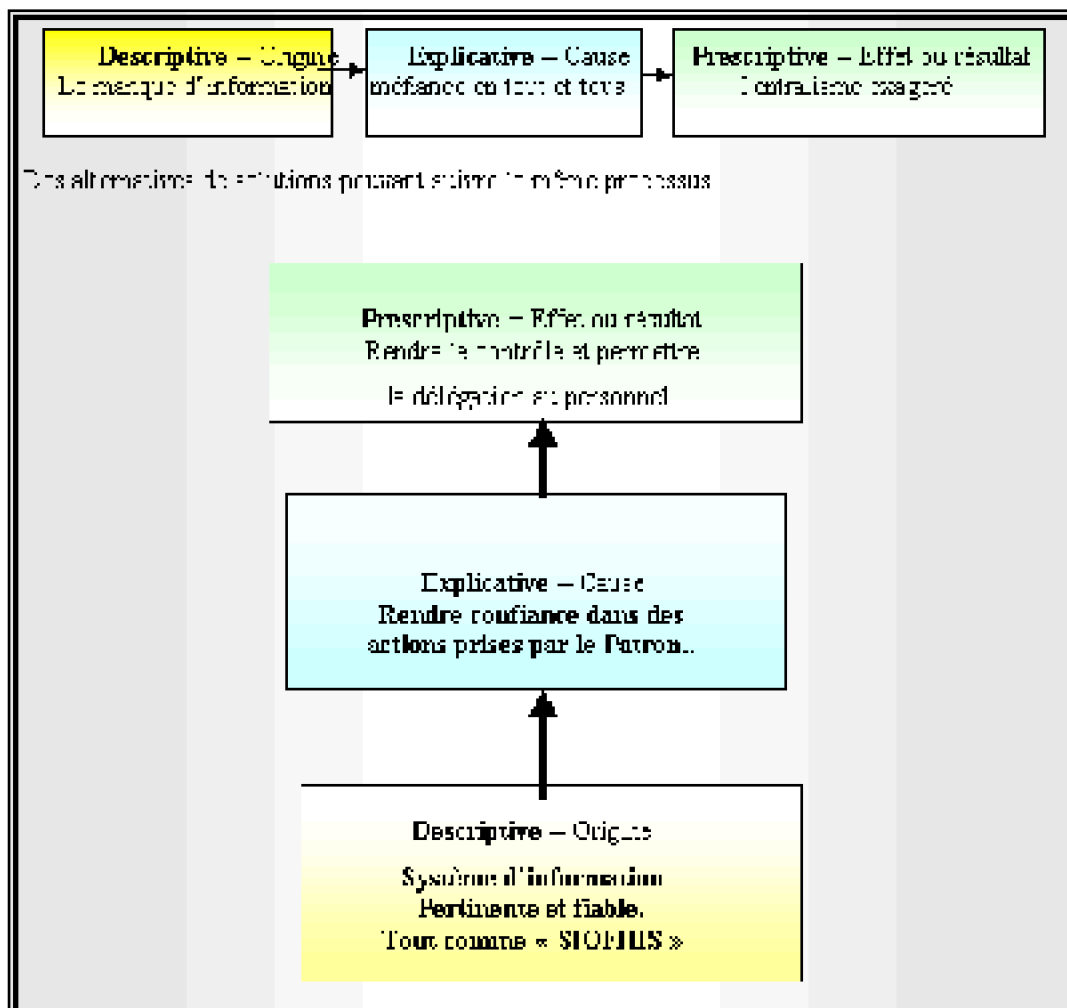 Descriptive – Origine
Le manque d'information
Explicative – Cause
méfiance en tout et tous
Prescriptive – Effet ou résultat
Centralisme exagéré
Des alternatives de solutions pouvant suivre le même processus
Prescriptive – Effet ou résultat
Rendre le contrôle et permettre
la délégation au personnel
Explicative – Cause
Rendre confiance dans des
actions prises par le Patron..
Descriptive – Origine
Système d'information
Pertinente et fiable.
Tout comme « »